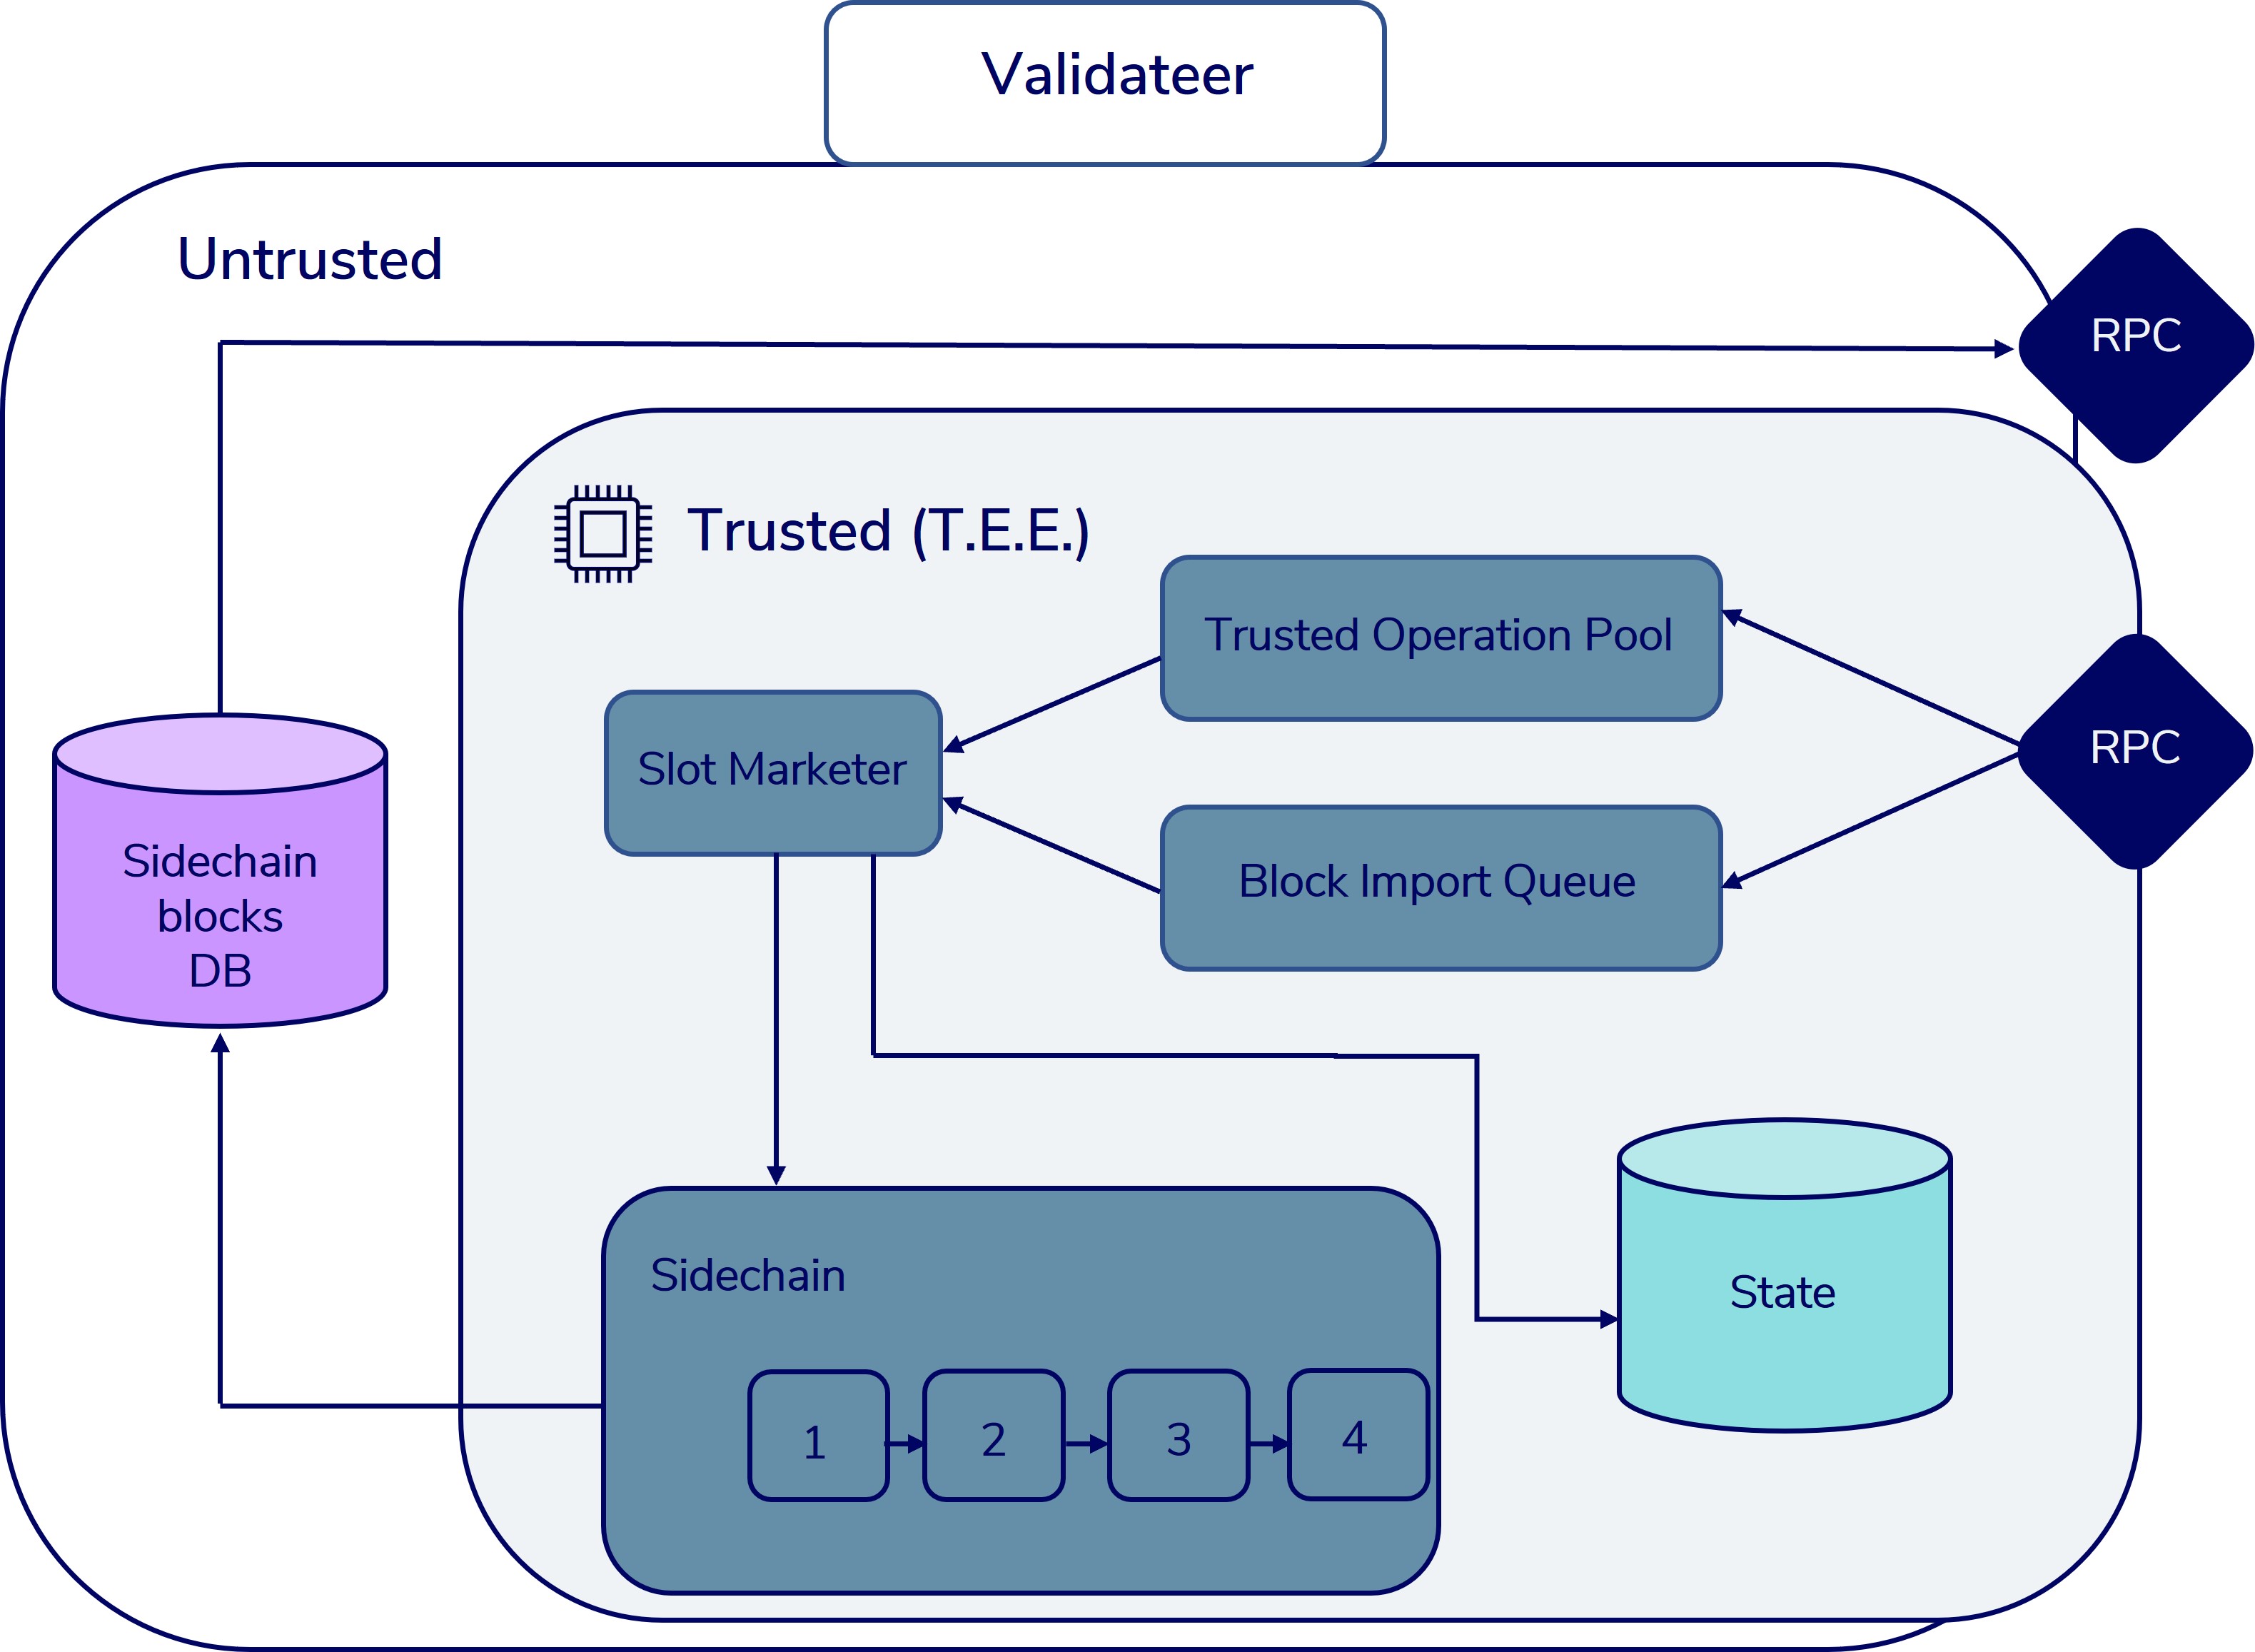 Validateer
Untrusted
RPC
Trusted (T.E.E.)
Trusted Operation Pool
Slot Marketer
RPC
Block Import Queue
Sidechain
blocks
DB
State
Sidechain
1
2
3
4